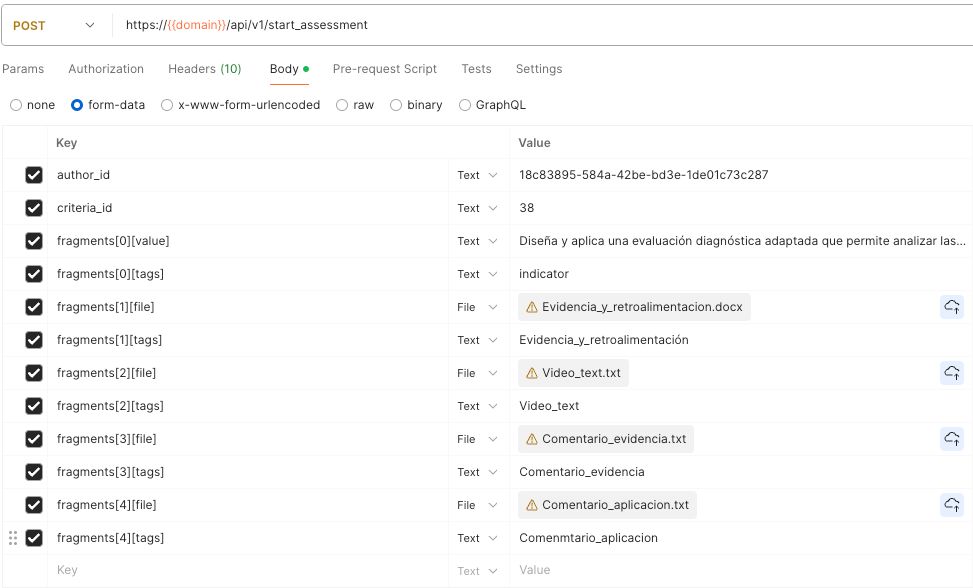 POST https://{{domain}}/api/v1/start_assessment
Params Authorization Headers (10) Body Pre-request Script Tests Settings
none form-data x-www-form-urlencoded raw binary GraphQL
Key Value
author_id Text 18c83895-584a-42be-bd3e-1de01c73c287
criteria_id Text 38
fragments[0][value] Text Diseña y aplica una evaluación diagnóstica adaptada que permite analizar las...
fragments[0][tags] Text indicator
fragments[1][file] File Evidencia_y_retroalimentacion.docx
fragments[1][tags] Text Evidencia_y_retroalimentación
fragments[2][file] File Video_text.txt
fragments[2][tags] Text Video_text
fragments[3][file] File Comentario_evidencia.txt
fragments[3][tags] Text Comentario_evidencia
fragments[4][file] File Comentario_aplicacion.txt
fragments[4][tags] Text Comenmtario_aplicacion
Key Text Value